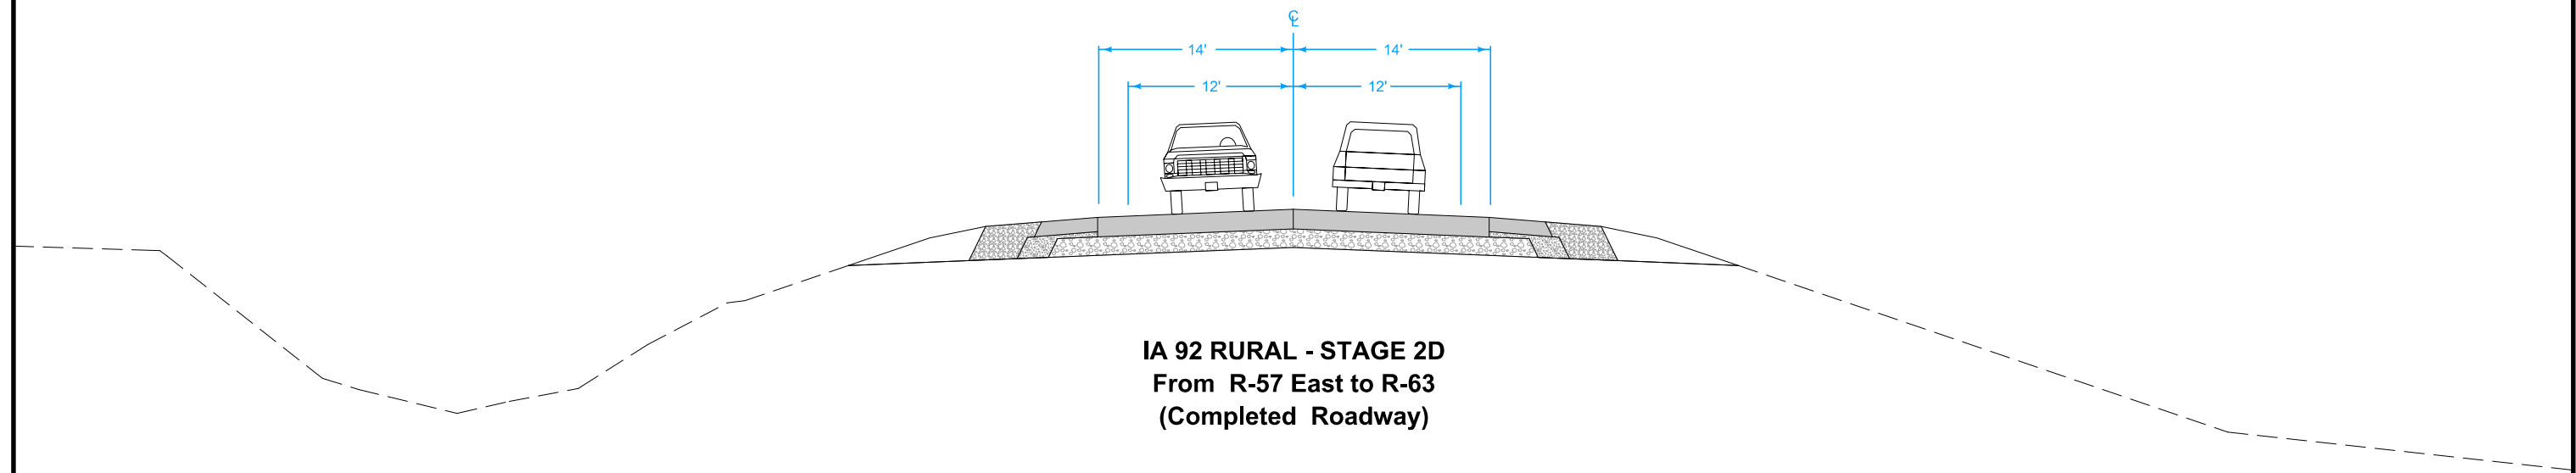 ℄
14' 14'
12' 12'
IA 92 RURAL - STAGE 2D
From R-57 East to R-63
(Completed Roadway)